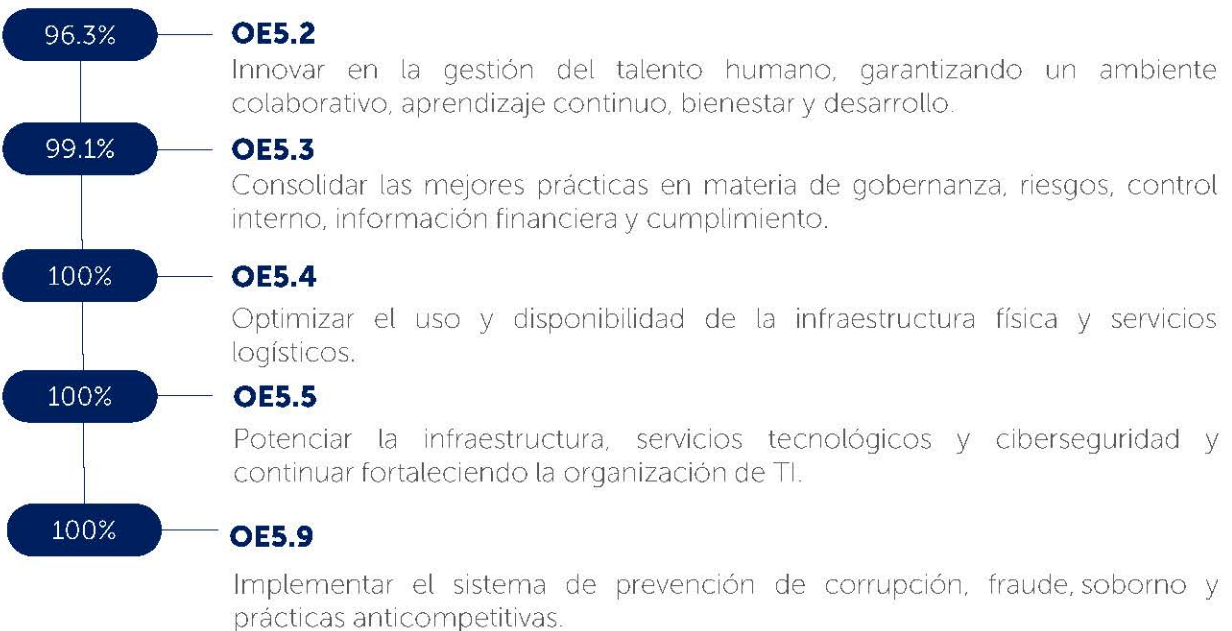 96.3%
OE5.2
Innovar en la gestión del talento humano, garantizando un ambiente
colaborativo, aprendizaje continuo, bienestar y desarrollo.
99.1%
OE5.3
Consolidar las mejores prácticas en materia de gobernanza, riesgos, control
interno, información financiera y cumplimiento.
100%
OE5.4
Optimizar el uso y disponibilidad de la infraestructura física y servicios
logísticos.
100%
OE5.5
Potenciar la infraestructura, servicios tecnológicos y ciberseguridad y
continuar fortaleciendo la organización de TI.
100%
OE5.9
Implementar el sistema de prevención de corrupción, fraude, soborno y
prácticas anticompetitivas.